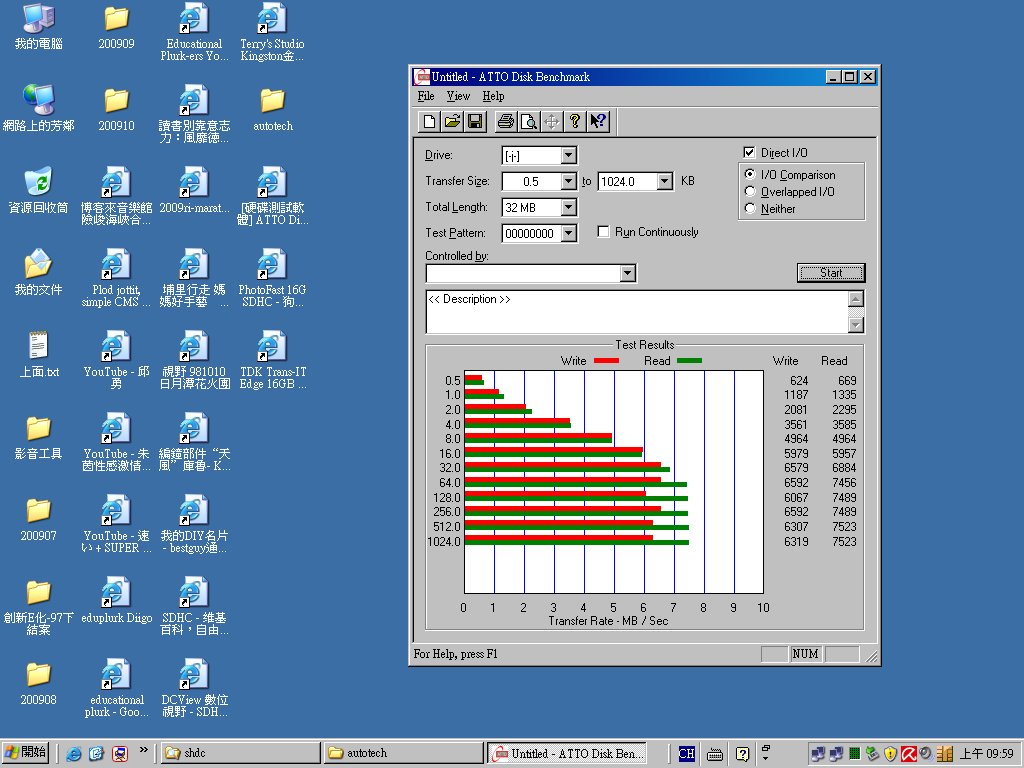 我的電腦
200909
Educational
Plurk-ers Yo...
Terry's Studio
Kingston金...
網路上的芳鄰
200910
讀書別靠意志
力：風靡德...
autotech
資源回收筒
博客來音樂館
險峻海峽合...
2009ri-marat...
[硬碟測試軟
體] ATTO Di...
我的文件
Plod jottit,
simple CMS ...
埔里行走 媽
媽好手藝 ...
PhotoFast 16G
SDHC - 狗...
上面.txt
YouTube - 邱
勇
視野 981010
日月潭花火團
TDK Trans-IT
Edge 16GB ...
影音工具
YouTube - 朱
茵性感激情...
編鐘部件“天
風”庫魯- K...
200907
YouTube - 速
い + SUPER ...
我的DIY名片
- bestguy通...
創新E化-97下
結案
eduplurk Diigo
SDHC - 維基
百科，自由...
200908
educational
plurk - Goo...
DCView 數位
視野 - SDH...
Untitled - ATTO Disk Benchmark
File View Help
Drive: [-j-]
Direct I/O
Transfer Size: 0.5 to 1024.0 KB
I/O Comparison
Overlapped I/O
Neither
Total Length: 32 MB
Test Pattern: 00000000
Run Continuously
Controlled by:
Start
<< Description >>
Test Results
Write Read Write Read
0.5 624 669
1.0 1187 1335
2.0 2081 2295
4.0 3561 3585
8.0 4964 4964
16.0 5979 5957
32.0 6579 6884
64.0 6592 7456
128.0 6067 7489
256.0 6592 7489
512.0 6307 7523
1024.0 6319 7523
0 1 2 3 4 5 6 7 8 9 10
Transfer Rate - MB / Sec
For Help, press F1
NUM
開始
»
shdc
autotech
Untitled - ATTO Disk Ben...
CH
上午 09:59